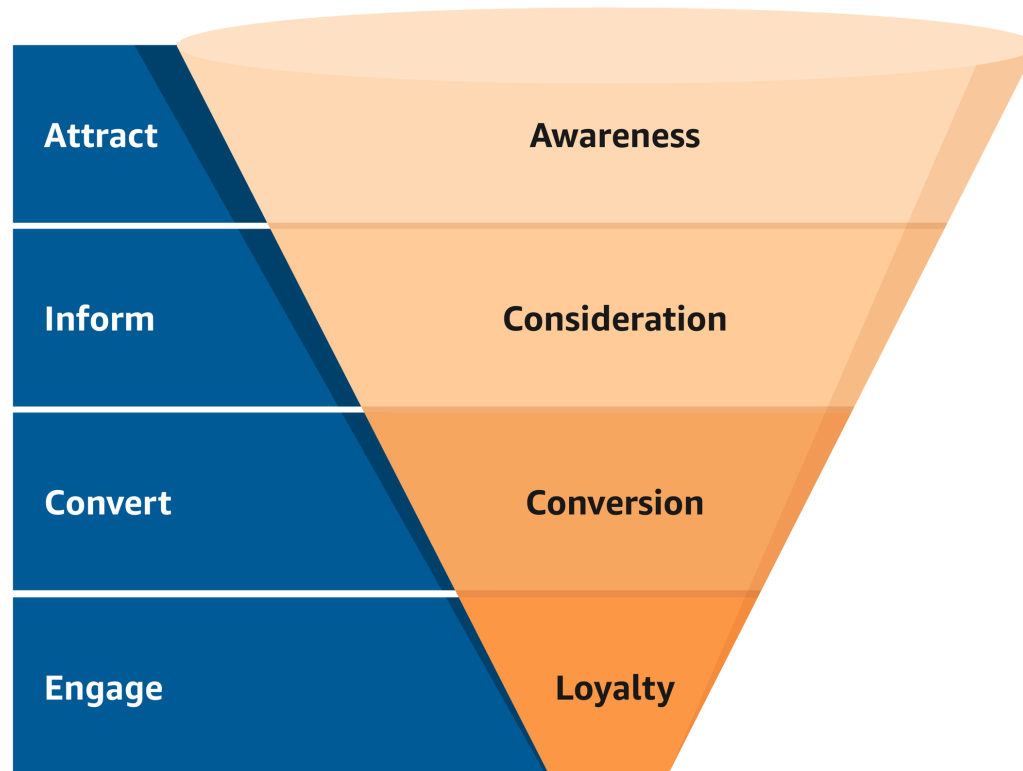 Attract
Awareness
Inform
Consideration
Convert
Conversion
Engage
Loyalty